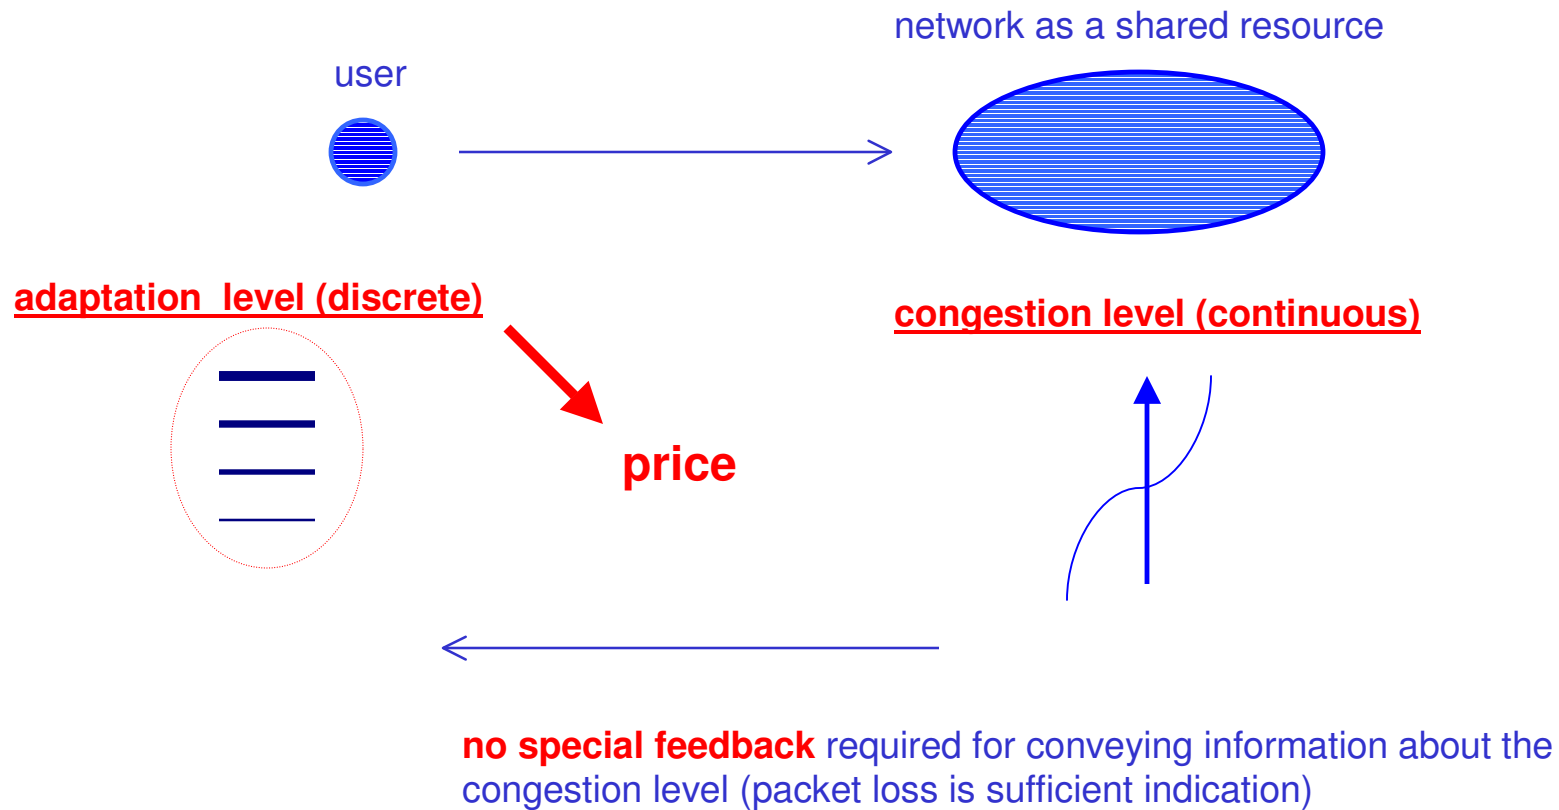 network as a shared resource
user
adaptation level (discrete)
congestion level (continuous)
price
no special feedback required for conveying information about the
congestion level (packet loss is sufficient indication)